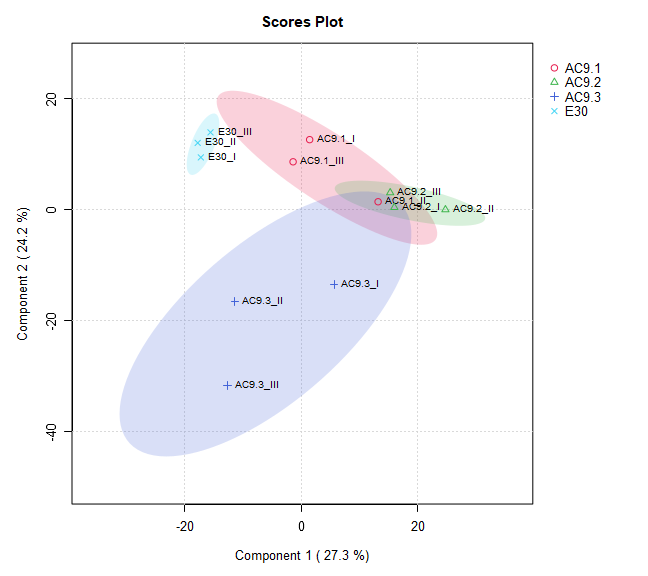 Scores Plot
AC9.1
AC9.2
AC9.3
E30
E30_III
E30_II
E30_I
AC9.1_I
AC9.1_III
AC9.2_III
AC9.1_II
AC9.2_I
AC9.2_II
AC9.3_I
AC9.3_II
AC9.3_III
20
0
-20
-40
Component 2 ( 24.2 %)
-20 0 20
Component 1 ( 27.3 %)